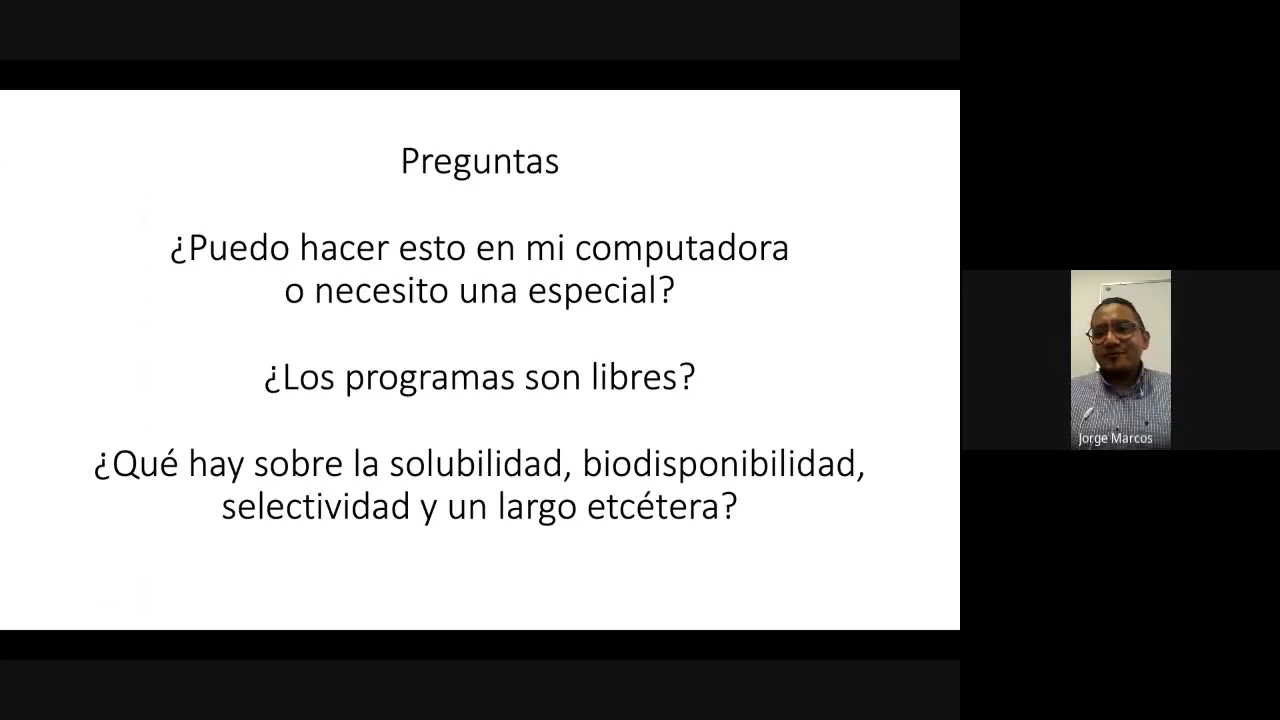 Preguntas
¿Puedo hacer esto en mi computadora
o necesito una especial?
¿Los programas son libres?
¿Qué hay sobre la solubilidad, biodisponibilidad,
selectividad y un largo etcétera?
Jorge Marcos